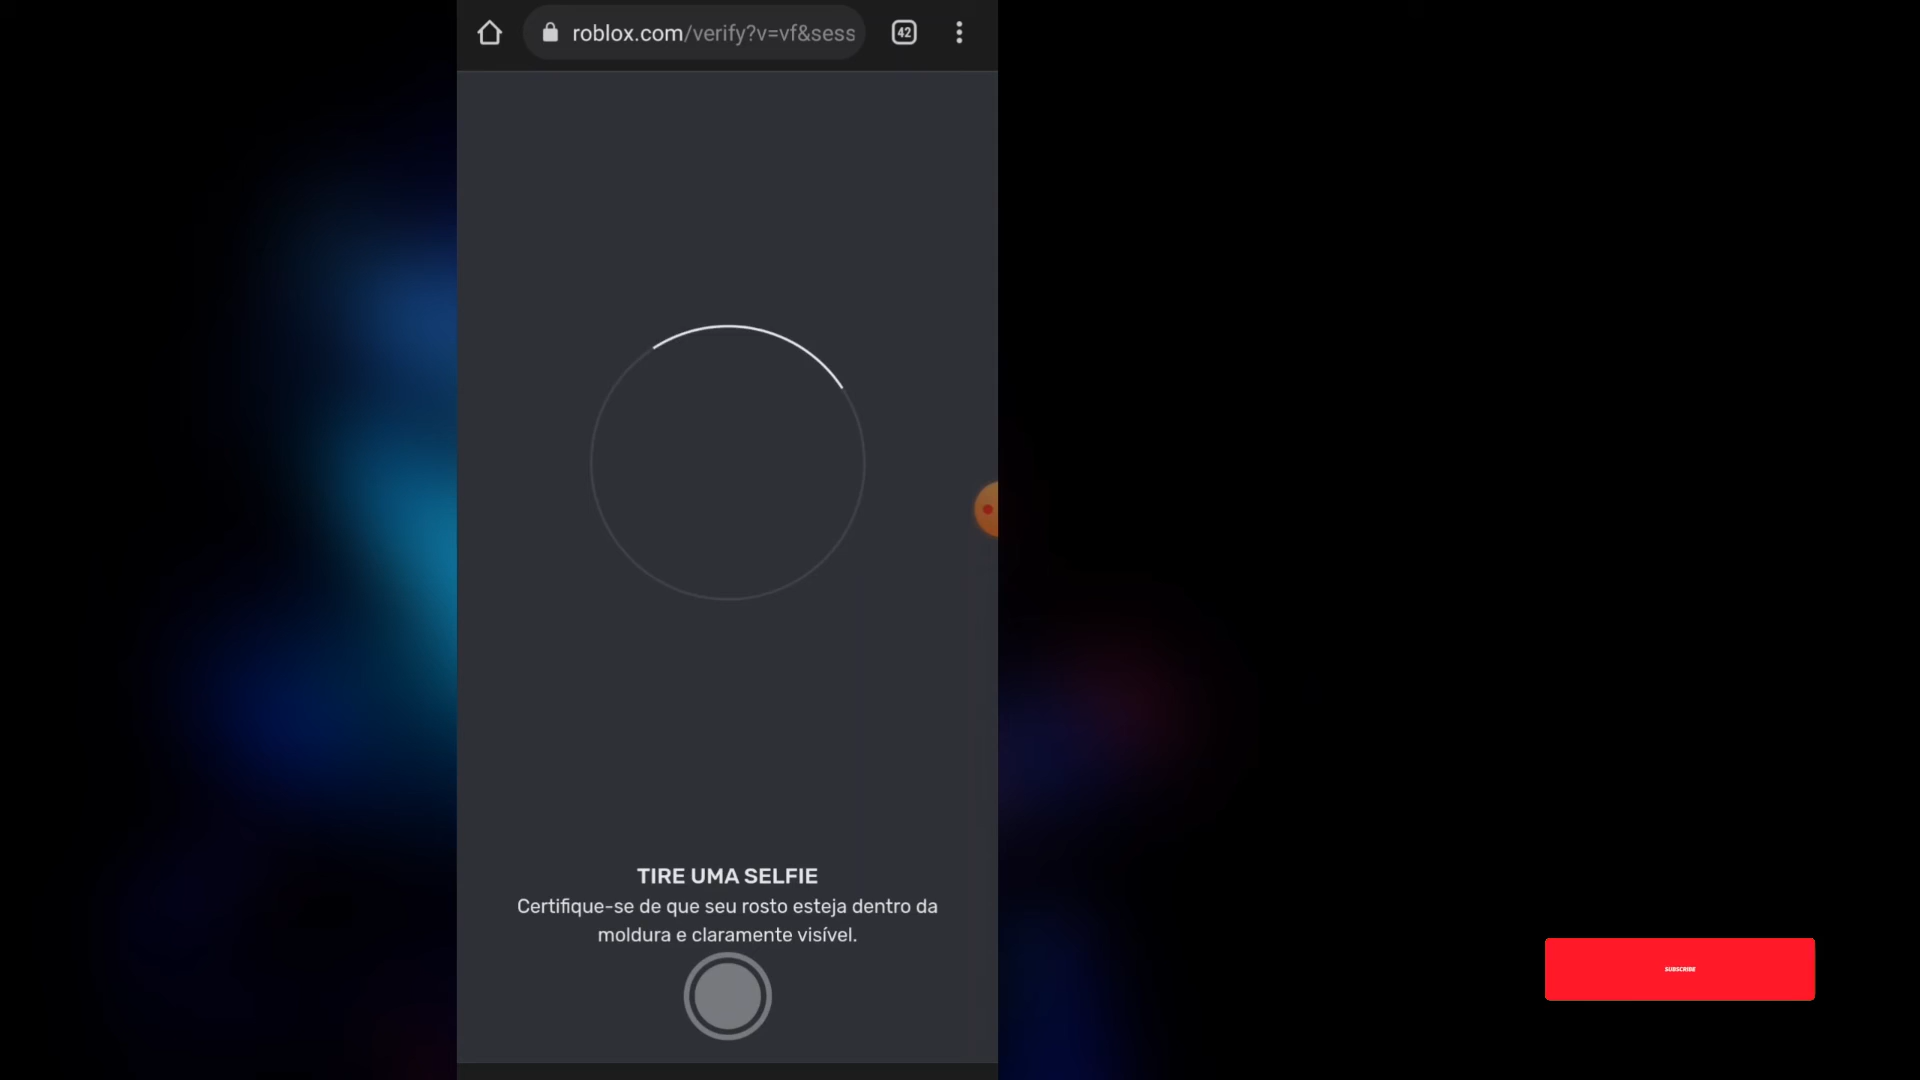 roblox.com/verify?v=vf&sess
42
TIRE UMA SELFIE
Certifique-se de que seu rosto esteja dentro da
moldura e claramente visível.
SUBSCRIBE